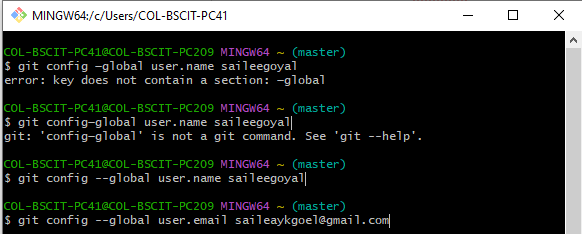 MINGW64:/c/Users/COL-BSCIT-PC41
COL-BSCIT-PC41@COL-BSCIT-PC209 MINGW64 ~ (master)
$ git config –global user.name saileegoyal
error: key does not contain a section: –global
COL-BSCIT-PC41@COL-BSCIT-PC209 MINGW64 ~ (master)
$ git config–global user.name saileegoyal
git: 'config–global' is not a git command. See 'git --help'.
COL-BSCIT-PC41@COL-BSCIT-PC209 MINGW64 ~ (master)
$ git config --global user.name saileegoyal
COL-BSCIT-PC41@COL-BSCIT-PC209 MINGW64 ~ (master)
$ git config --global user.email saileaykgoel@gmail.com